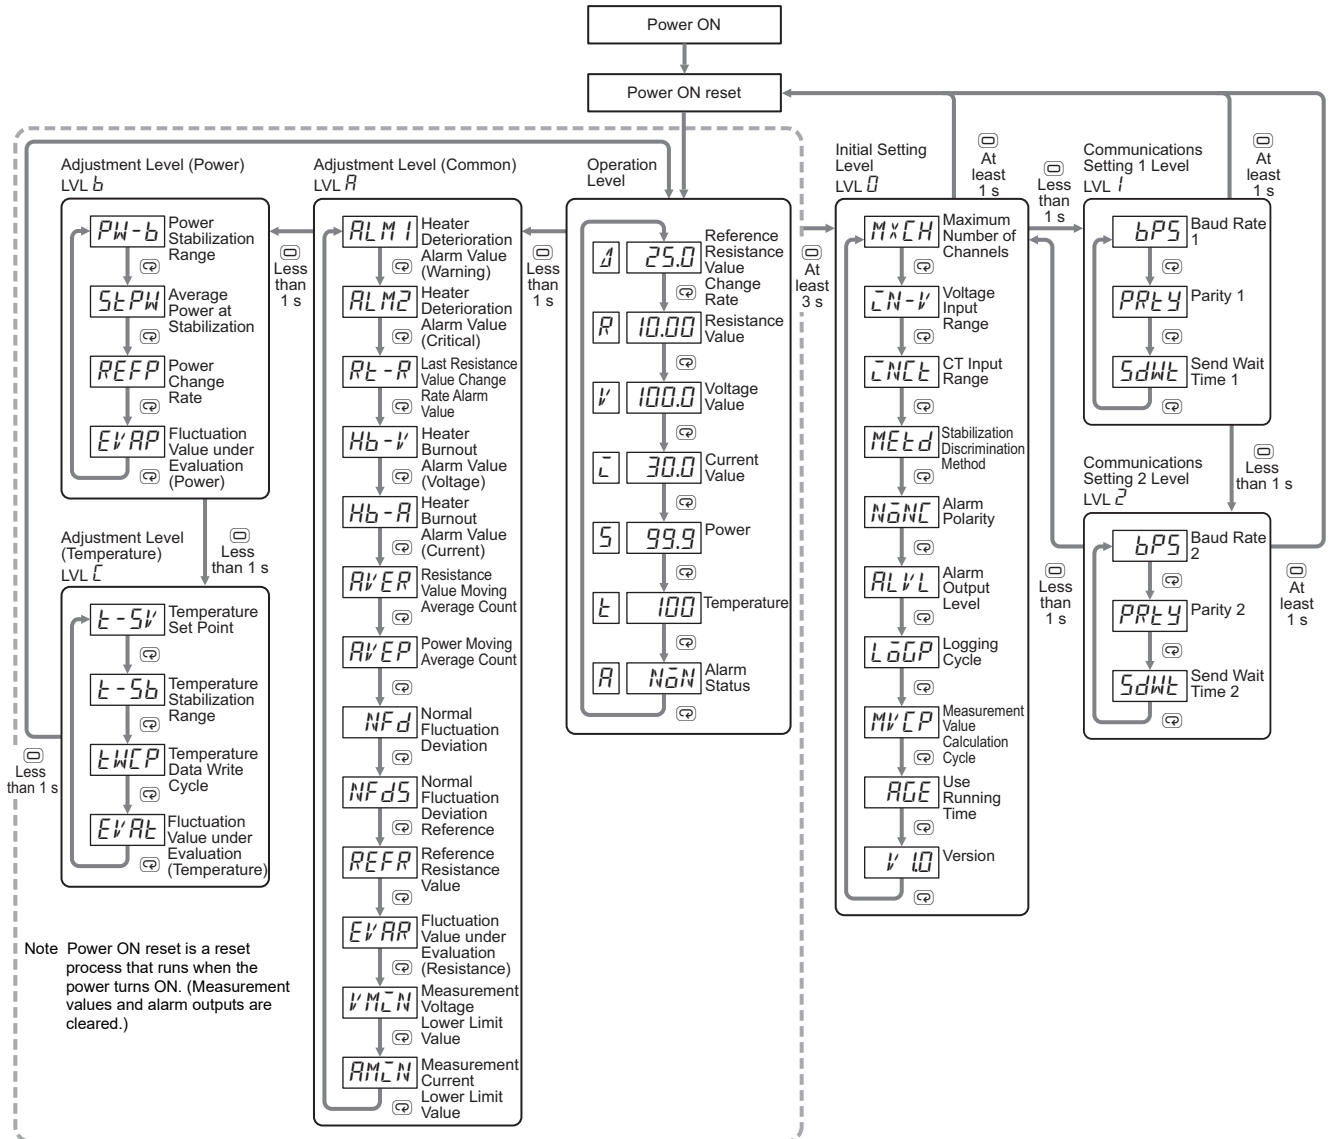 Power ON
Power ON reset
Adjustment Level (Power)
LVL b
PW-b
Power
Stabilization
Range
StPW
Average
Power at
Stabilization
REFP
Power
Change
Rate
EVAP
Fluctuation
Value under
Evaluation
(Power)
Less
than 1 s
Adjustment Level
(Temperature)
LVL C
t-SV
Temperature
Set Point
t-Sb
Temperature
Stabilization
Range
tWCP
Temperature
Data Write
Cycle
EVAt
Fluctuation
Value under
Evaluation
(Temperature)
Less
than 1 s
Note Power ON reset is a reset
process that runs when the
power turns ON. (Measurement
values and alarm outputs are
cleared.)
Less
than
1 s
Adjustment Level (Common)
LVL A
ALM1
Heater
Deterioration
Alarm Value
(Warning)
ALM2
Heater
Deterioration
Alarm Value
(Critical)
Rt-R
Last Resistance
Value Change
Rate Alarm
Value
Hb-V
Heater
Burnout
Alarm Value
(Voltage)
Hb-A
Heater
Burnout
Alarm Value
(Current)
AVER
Resistance
Value Moving
Average Count
AVEP
Power Moving
Average Count
NFd
Normal
Fluctuation
Deviation
NFdS
Normal
Fluctuation
Deviation
Reference
REFR
Reference
Resistance
Value
EVAR
Fluctuation
Value under
Evaluation
(Resistance)
VMIN
Measurement
Voltage
Lower Limit
Value
AMIN
Measurement
Current
Lower Limit
Value
Less
than
1 s
Operation
Level
25.0
Reference
Resistance
Value
Change
Rate
R 10.00
Resistance
Value
V 100.0
Voltage
Value
I 30.0
Current
Value
S 99.9
Power
t 100
Temperature
A NON
Alarm
Status
At
least
3 s
Initial Setting
Level
LVL 0
MXCH
Maximum
Number of
Channels
IN-V
Voltage
Input
Range
INCt
CT Input
Range
MEtd
Stabilization
Discrimination
Method
NONC
Alarm
Polarity
ALVL
Alarm
Output
Level
LOGP
Logging
Cycle
MVCP
Measurement
Value
Calculation
Cycle
AGE
Use
Running
Time
V 1.0
Version
At
least
1 s
Less
than
1 s
Communications
Setting 1 Level
LVL 1
bPS
Baud Rate
1
PRtY
Parity 1
SdWt
Send Wait
Time 1
At
least
1 s
Less
than 1 s
Communications
Setting 2 Level
LVL 2
bPS
Baud Rate
2
PRtY
Parity 2
SdWt
Send Wait
Time 2
Less
than
1 s
At
least
1 s